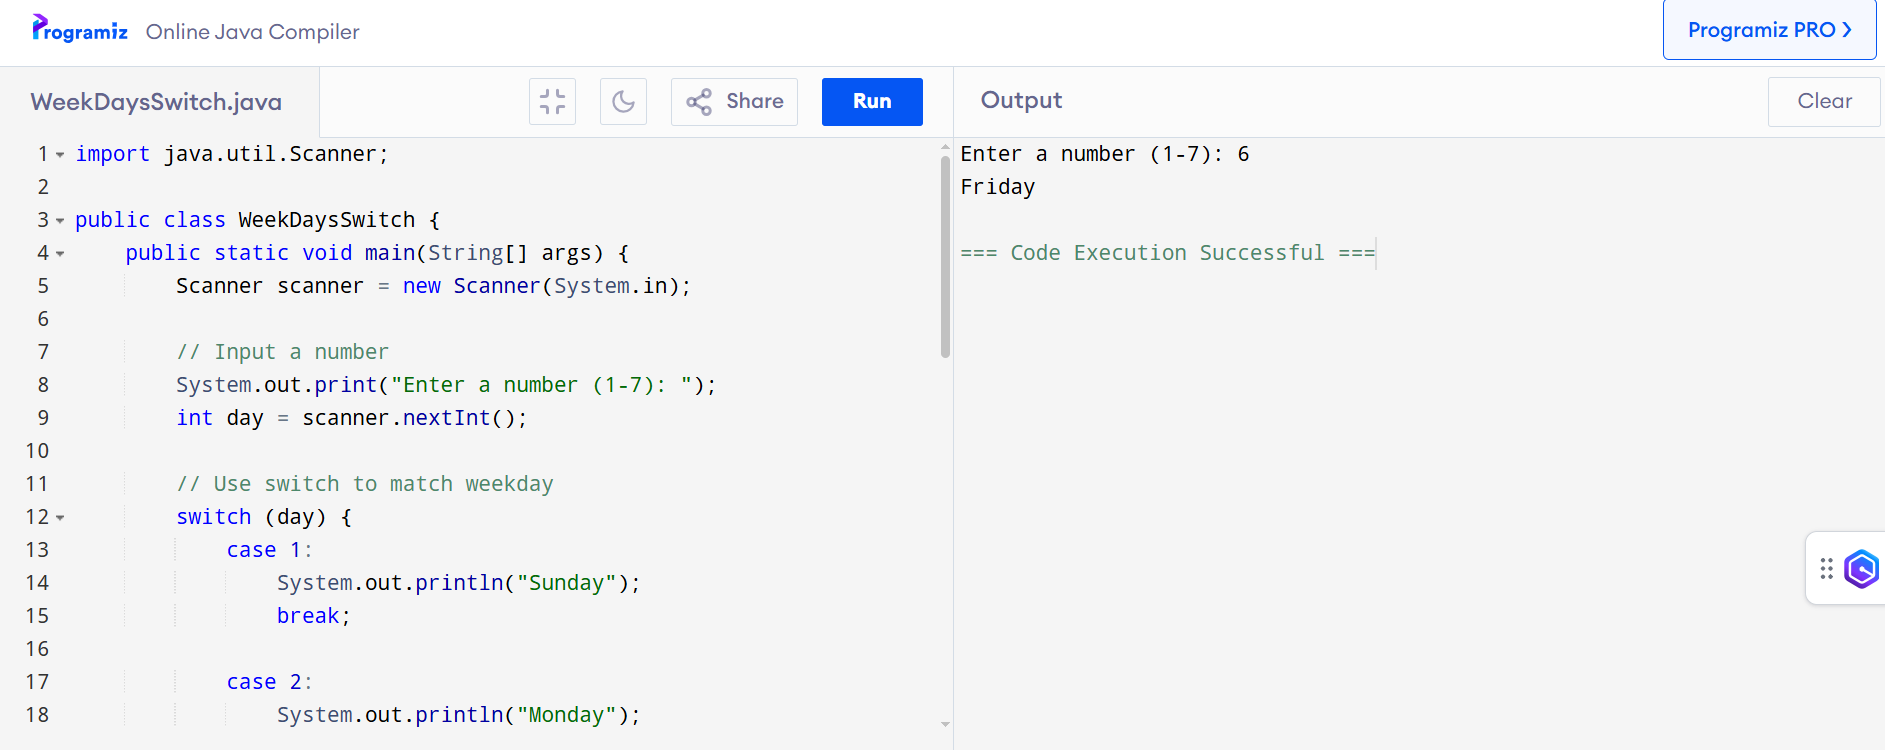 Programiz Online Java Compiler
Programiz PRO
WeekDaysSwitch.java
Share
Run
Output
Clear
1 import java.util.Scanner;
2
3 public class WeekDaysSwitch {
4 public static void main(String[] args) {
5 Scanner scanner = new Scanner(System.in);
6
7 // Input a number
8 System.out.print("Enter a number (1-7): ");
9 int day = scanner.nextInt();
10
11 // Use switch to match weekday
12 switch (day) {
13 case 1:
14 System.out.println("Sunday");
15 break;
16
17 case 2:
18 System.out.println("Monday");
Enter a number (1-7): 6
Friday
=== Code Execution Successful ===